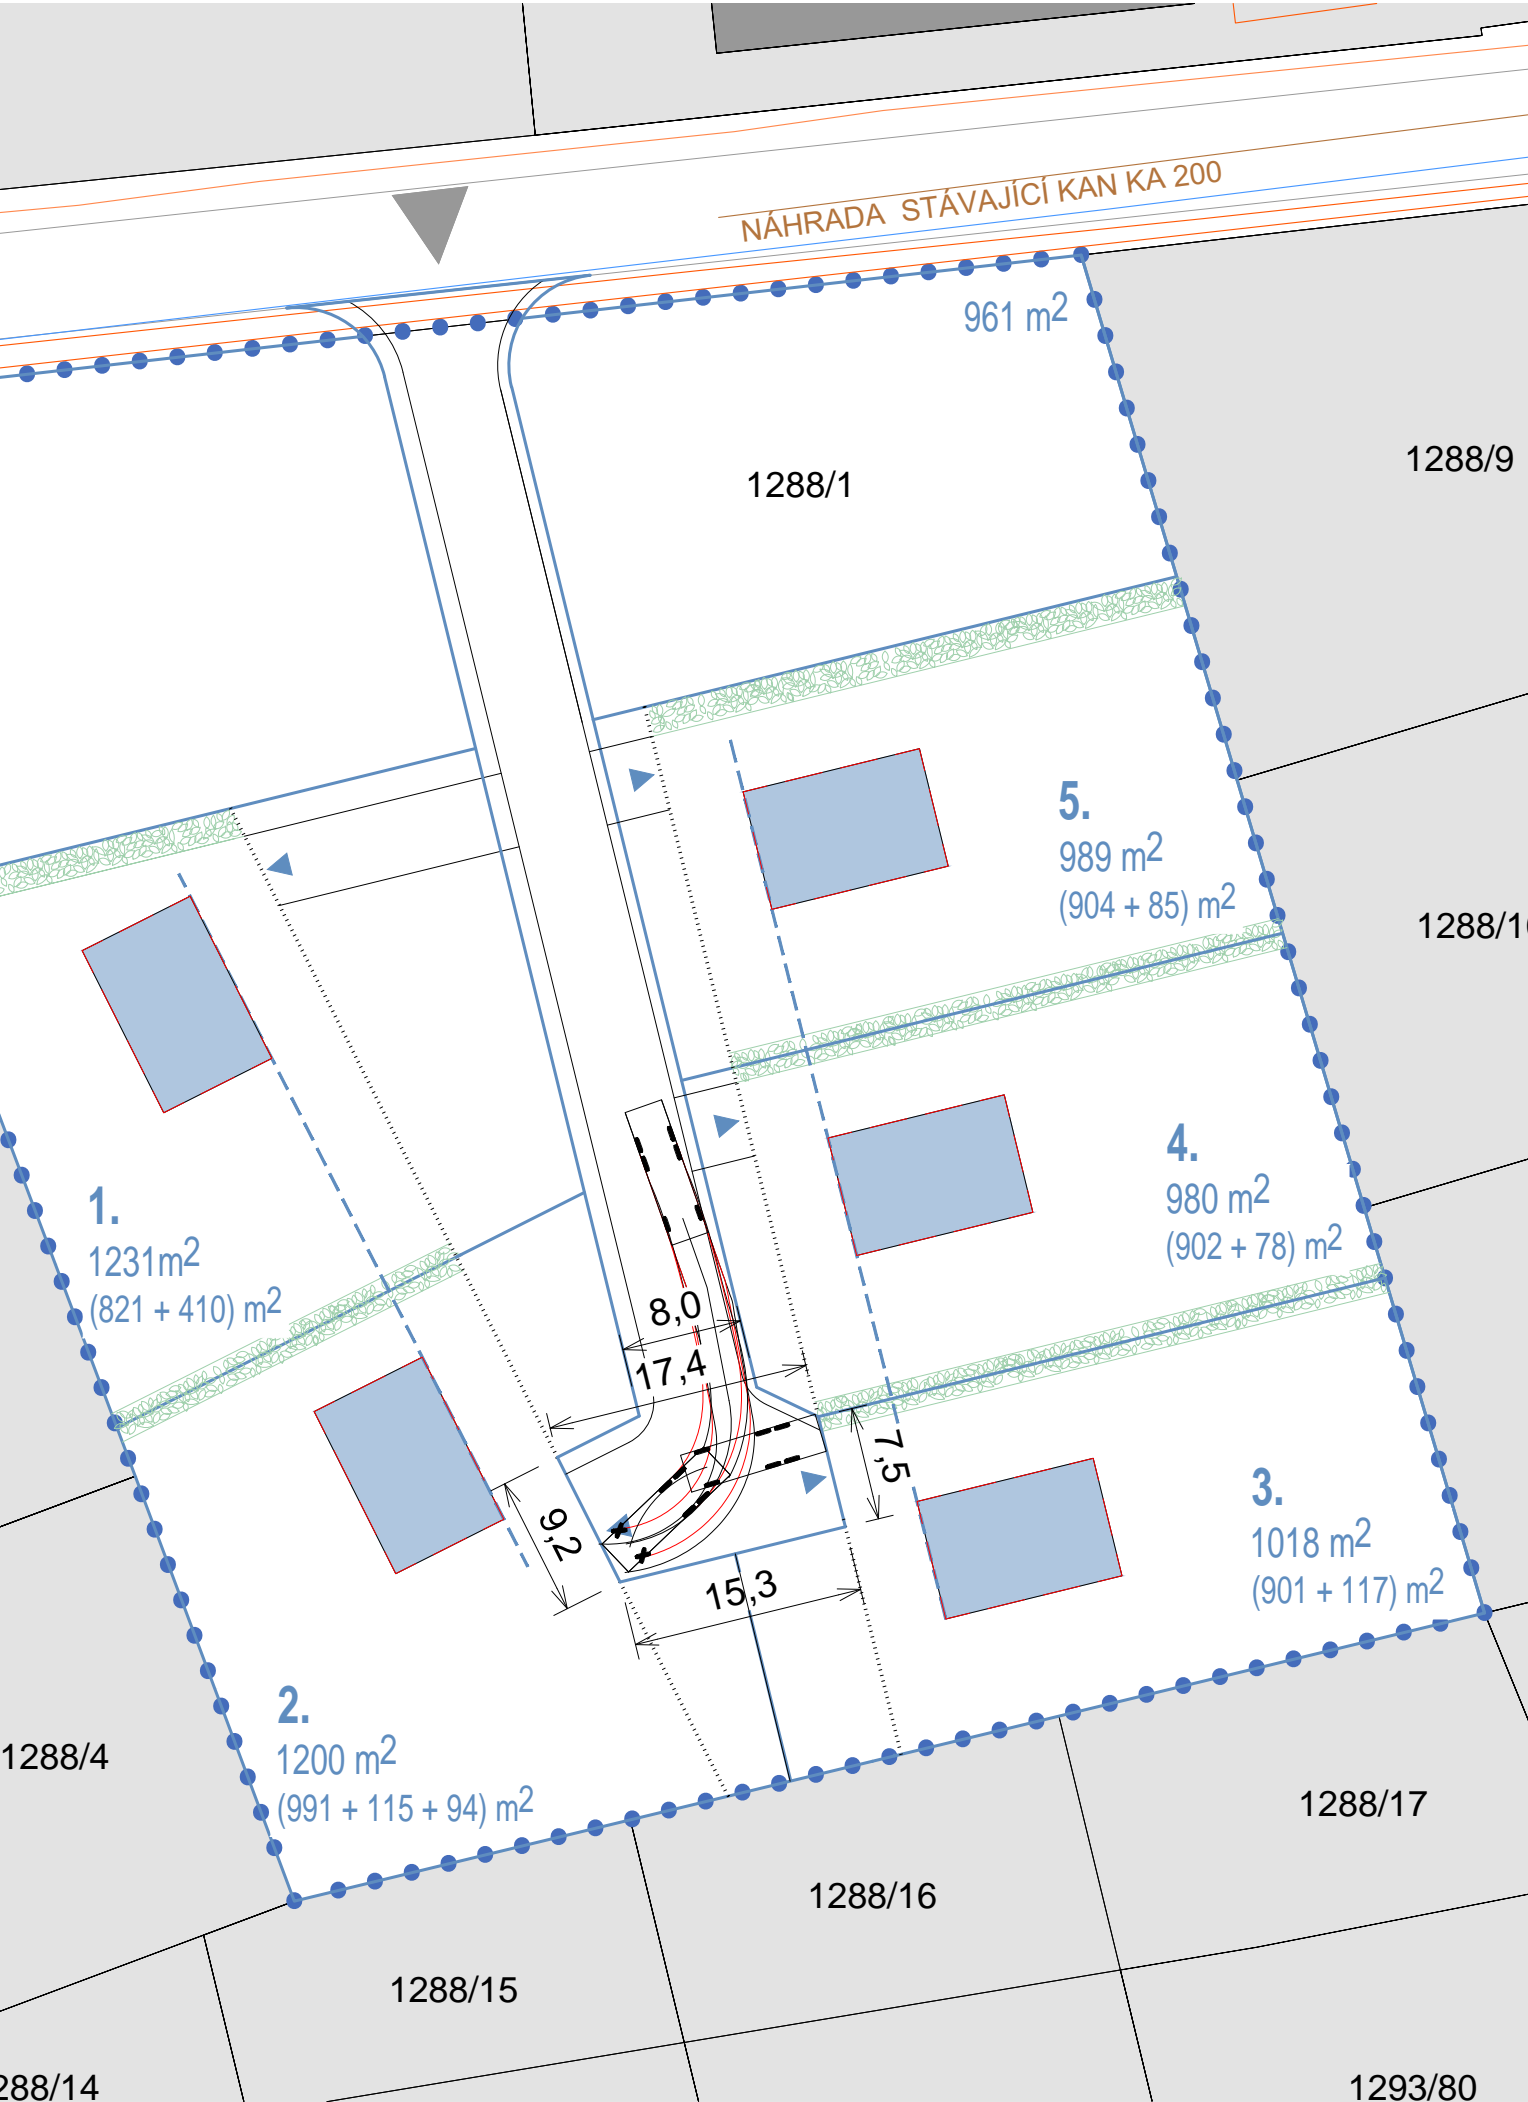 NÁHRADA STÁVAJÍCÍ KAN KA 200
961 m2
1288/1
1288/9
5.
989 m2
(904 + 85) m2
1288/1
4.
980 m2
(902 + 78) m2
1.
1231m2
(821 + 410) m2
8,0
17,4
7,5
9,2
15,3
3.
1018 m2
(901 + 117) m2
2.
1200 m2
(991 + 115 + 94) m2
1288/4
1288/17
1288/16
1288/15
288/14
1293/80